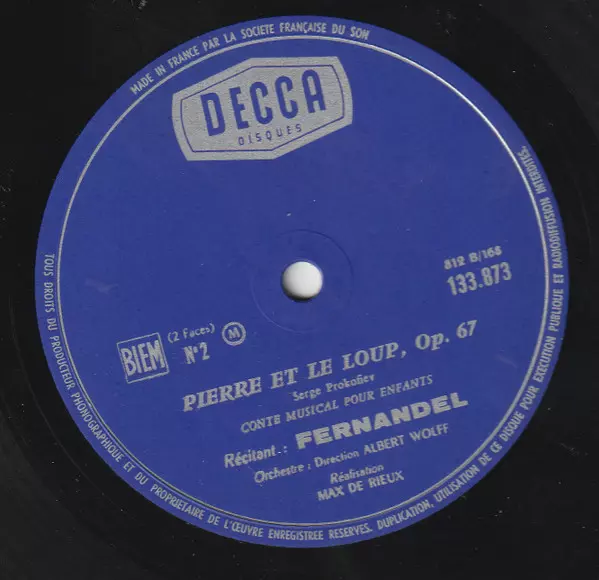 MADE IN FRANCE PAR LA SOCIETE FRANÇAISE DU SON
DECCA
DISQUES
812 B/168
133.873
(2 Faces)
BIEM
N°2
M
PIERRE ET LE LOUP, Op. 67
Serge Prokofiev
CONTE MUSICAL POUR ENFANTS
Récitant : FERNANDEL
Orchestre : Direction ALBERT WOLFF
Réalisation
MAX DE RIEUX
TOUS DROITS DU PRODUCTEUR PHONOGRAPHIQUE ET DU PROPRIETAIRE DE L'ŒUVRE ENREGISTREE RESERVES. DUPLICATION, UTILISATION DE CE DISQUE POUR EXECUTION PUBLIQUE ET RADIODIFFUSION INTERDITES.